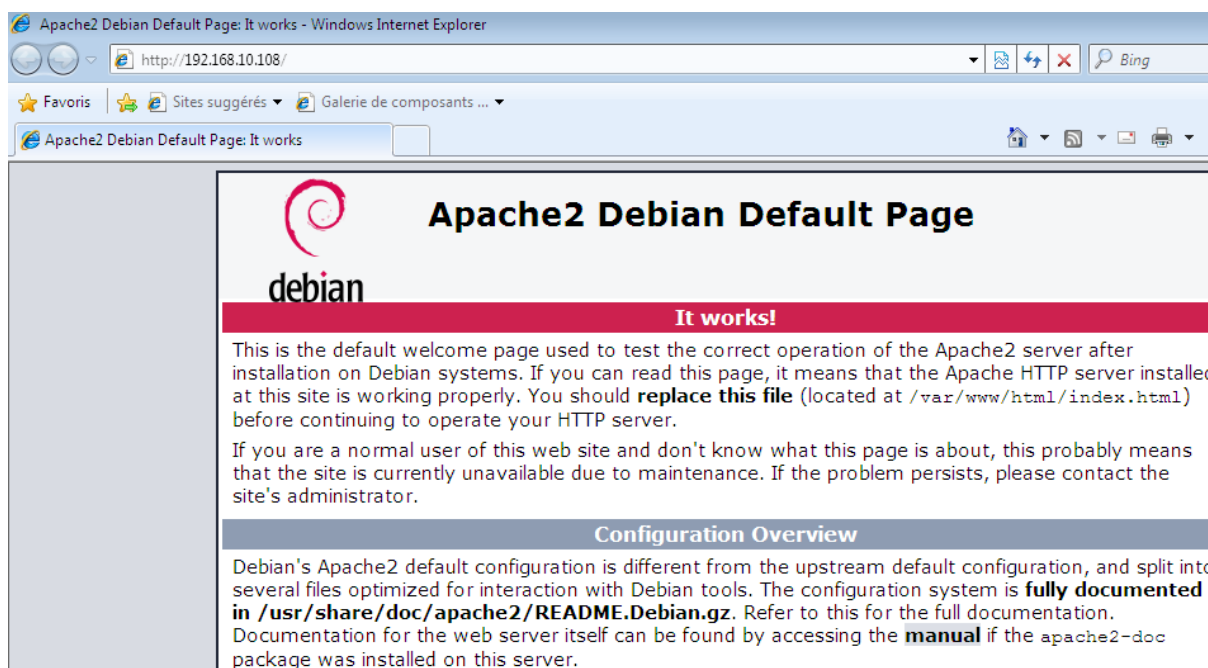 Apache2 Debian Default Page: It works - Windows Internet Explorer
http://192.168.10.108/
Bing
Favoris
Sites suggérés
Galerie de composants ...
Apache2 Debian Default Page: It works
debian
Apache2 Debian Default Page
It works!
This is the default welcome page used to test the correct operation of the Apache2 server after
installation on Debian systems. If you can read this page, it means that the Apache HTTP server installed
at this site is working properly. You should replace this file (located at /var/www/html/index.html)
before continuing to operate your HTTP server.
If you are a normal user of this web site and don't know what this page is about, this probably means
that the site is currently unavailable due to maintenance. If the problem persists, please contact the
site's administrator.
Configuration Overview
Debian's Apache2 default configuration is different from the upstream default configuration, and split into
several files optimized for interaction with Debian tools. The configuration system is fully documented
in /usr/share/doc/apache2/README.Debian.gz. Refer to this for the full documentation.
Documentation for the web server itself can be found by accessing the manual if the apache2-doc
package was installed on this server.